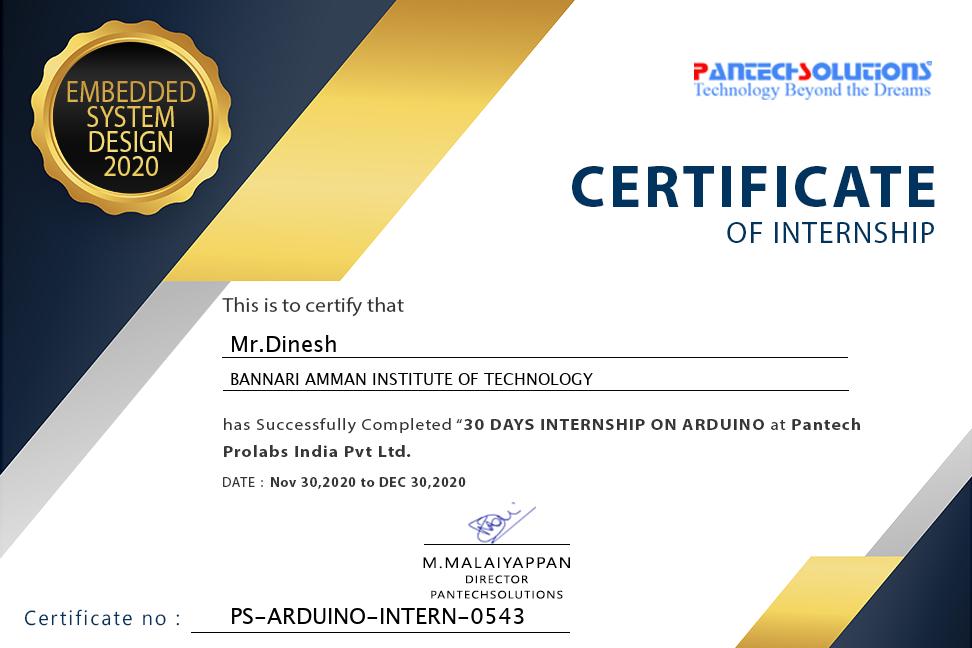 EMBEDDED
SYSTEM
DESIGN
2020
PANTECH SOLUTIONS
Technology Beyond the Dreams
CERTIFICATE
OF INTERNSHIP
This is to certify that
Mr.Dinesh
BANNARI AMMAN INSTITUTE OF TECHNOLOGY
has Successfully Completed “30 DAYS INTERNSHIP ON ARDUINO at Pantech
Prolabs India Pvt Ltd.
DATE : Nov 30,2020 to DEC 30,2020
M.MALAIYAPPAN
DIRECTOR
PANTECHSOLUTIONS
Certificate no : PS-ARDUINO-INTERN-0543